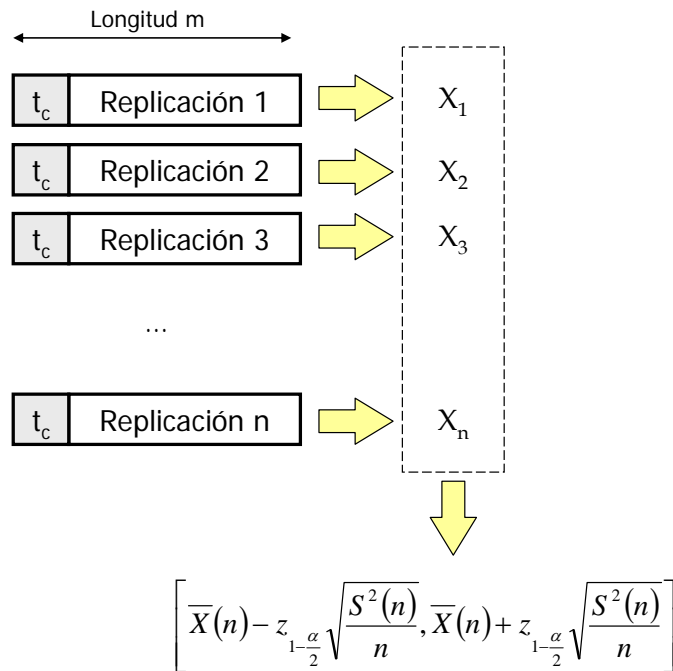 Longitud m
t_c Replicación 1 X_1
t_c Replicación 2 X_2
t_c Replicación 3 X_3
...
t_c Replicación n X_n
[ X̅(n) − z_{1−α/2} √(S²(n)/n), X̅(n) + z_{1−α/2} √(S²(n)/n) ]